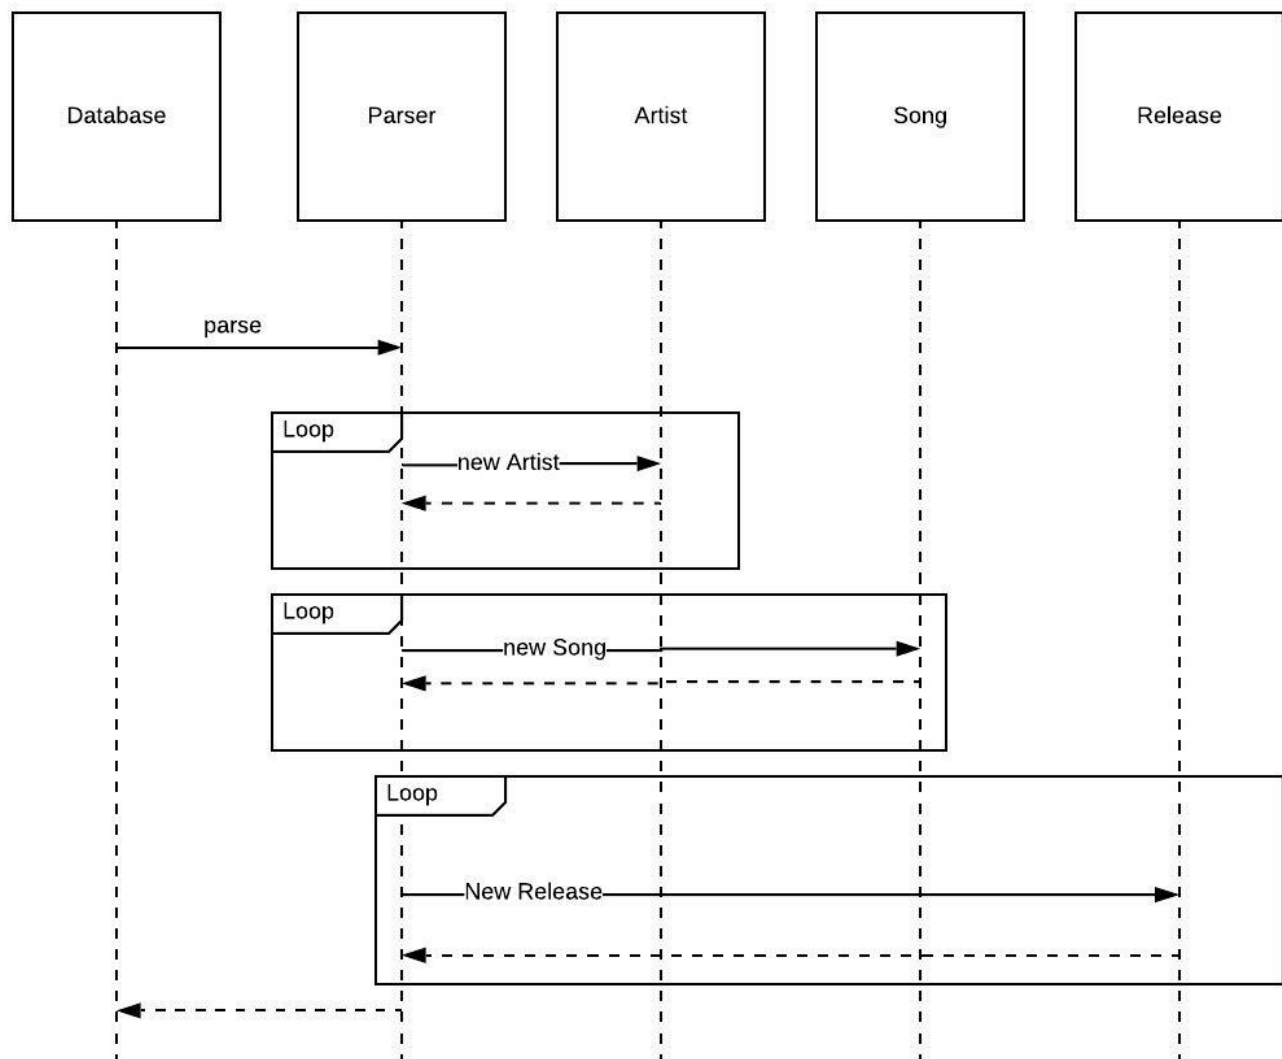 Database
Parser
Artist
Song
Release
parse
Loop
new Artist
Loop
new Song
Loop
New Release